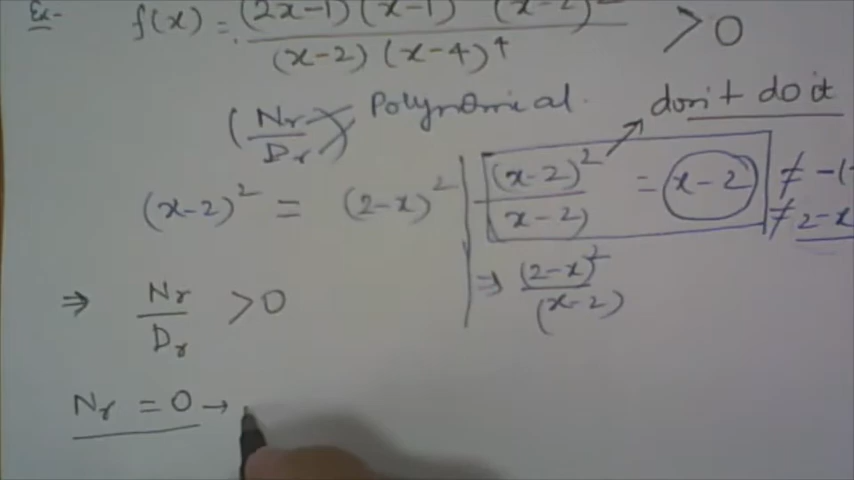 Ex- f(x) = (2x-1) (x-1) (x-2) / (x-2) (x-4)⁴ > 0
(Nr/Dr) Polynomical . don't do it
(x-2)² = (2-x)² | (x-2)²/(x-2) = x-2 ≠ -( ≠ 2-x
⇒ Nr/Dr > 0 ⇒ (2-x)²/(x-2)
Nr = 0 →